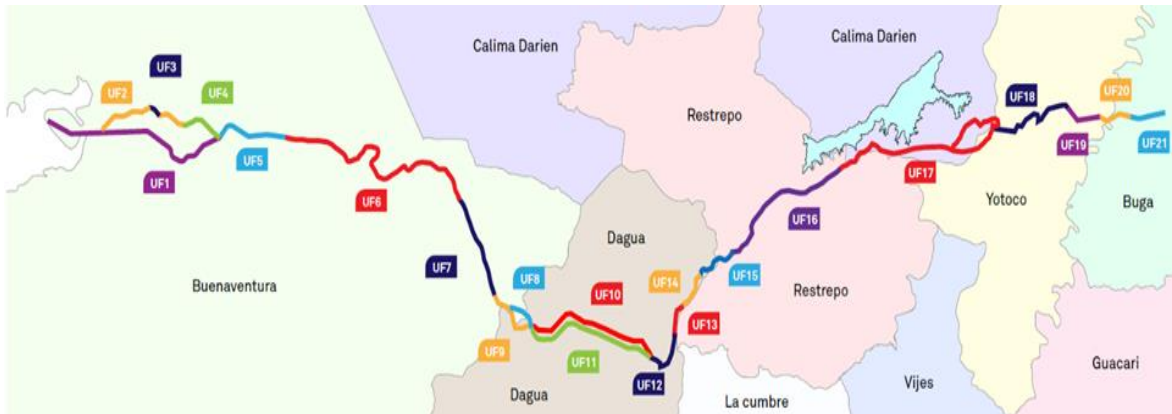 Calima Darien
Calima Darien
UF3
UF2
UF4
UF18
UF20
Restrepo
UF19
UF21
UF5
UF17
UF1
UF16
UF6
Yotoco
Buga
Dagua
UF7
UF8
UF14
UF15
Buenaventura
UF10
Restrepo
UF13
UF9
UF11
UF12
Guacari
Vijes
Dagua
La cumbre